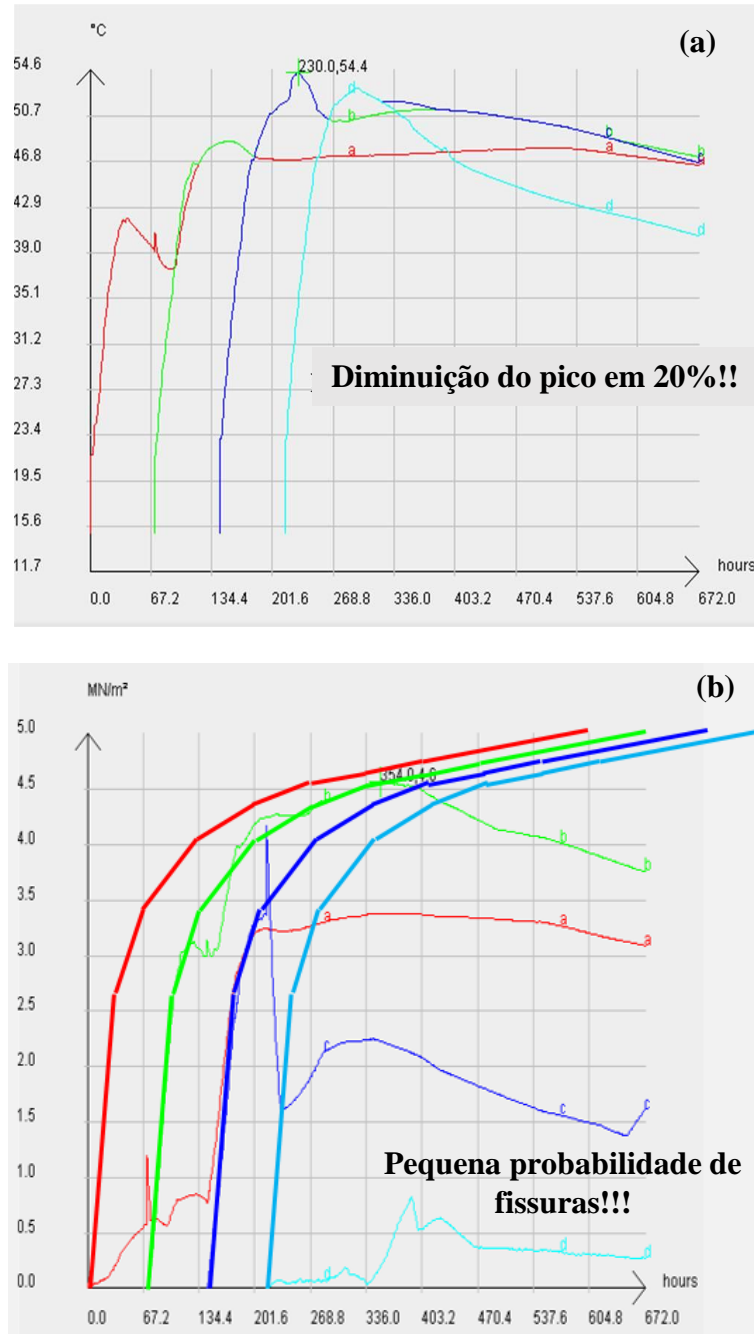 °C
(a)
54.6
230.0,54.4
d
50.7
b
c
46.8
a
b
c
a
42.9
d
d
39.0
35.1
31.2
Diminuição do pico em 20%!!
27.3
23.4
19.5
15.6
11.7
hours
0.0 67.2 134.4 201.6 268.8 336.0 403.2 470.4 537.6 604.8 672.0
MN/m²
(b)
5.0
4.5
354.0,4.6
b
4.0
b
b
3.5
a
a
3.0
a
2.5
c
2.0
c
c
1.5
Pequena probabilidade de
fissuras!!!
1.0
0.5
d
d
d
0.0
hours
0.0 67.2 134.4 201.6 268.8 336.0 403.2 470.4 537.6 604.8 672.0